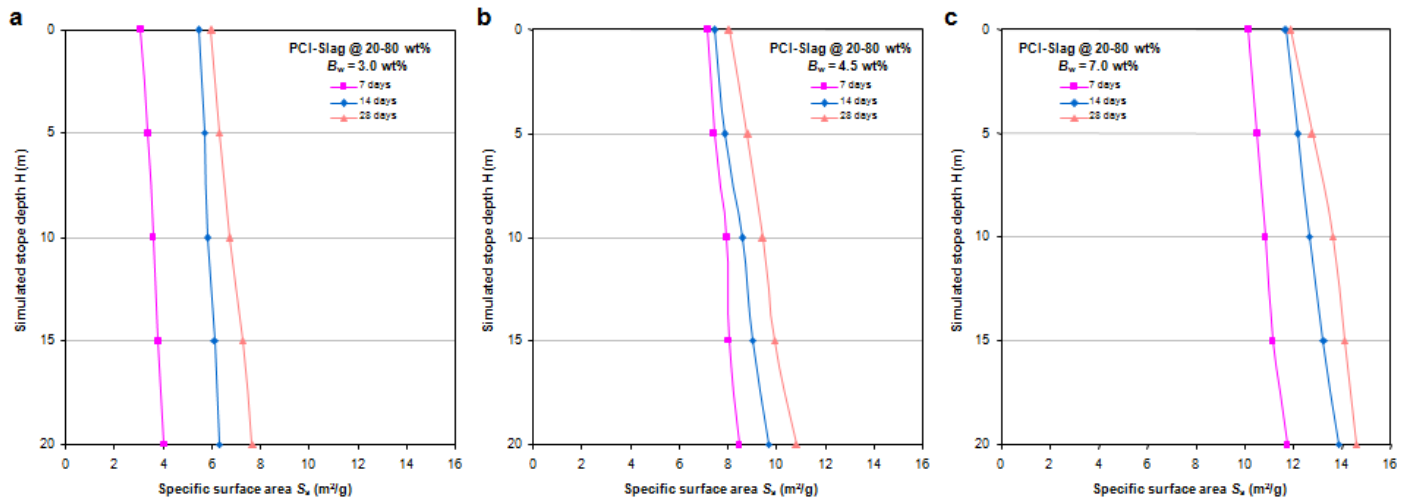 a
PCI-Slag @ 20-80 wt%
Bw = 3.0 wt%
7 days
14 days
28 days
0
5
10
15
20
Simulated stope depth H (m)
0 2 4 6 8 10 12 14 16
Specific surface area Sa (m²/g)
b
PCI-Slag @ 20-80 wt%
Bw = 4.5 wt%
7 days
14 days
28 days
0
5
10
15
20
Simulated stope depth H (m)
0 2 4 6 8 10 12 14 16
Specific surface area Sa (m²/g)
c
PCI-Slag @ 20-80 wt%
Bw = 7.0 wt%
7 days
14 days
28 days
0
5
10
15
20
Simulated stope depth H (m)
0 2 4 6 8 10 12 14 16
Specific surface area Sa (m²/g)